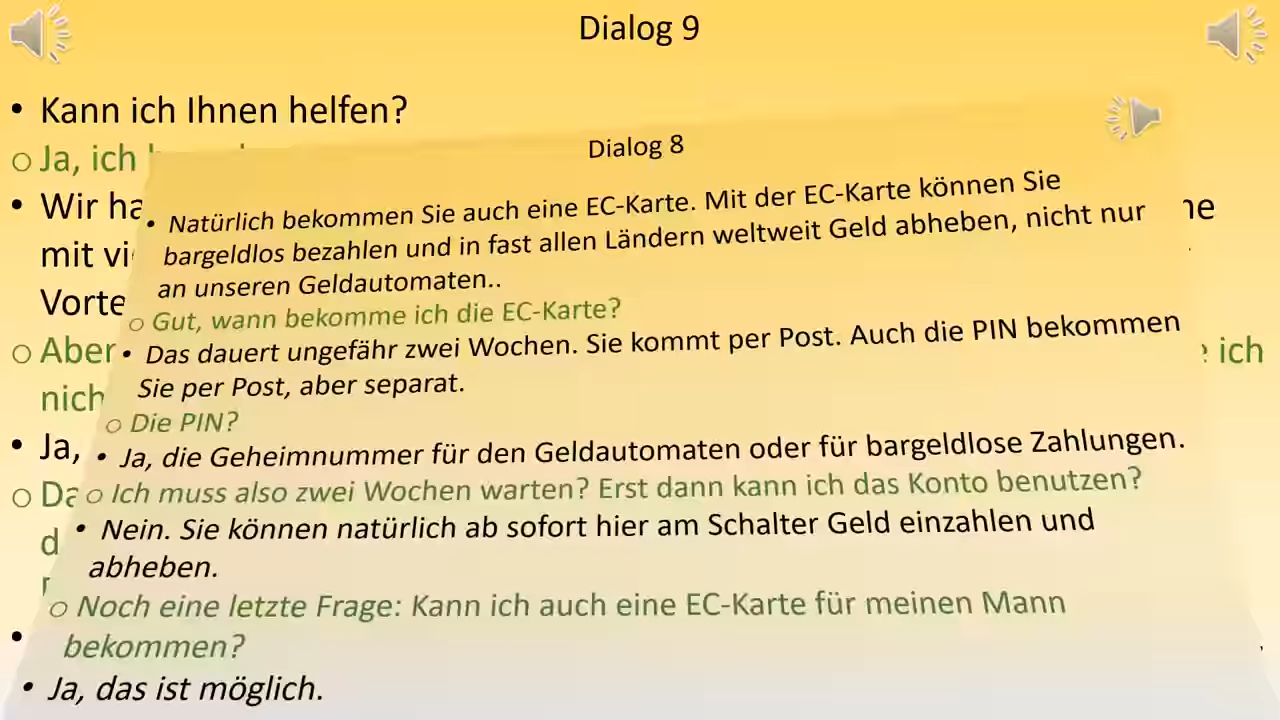 Dialog 9
• Kann ich Ihnen helfen?
o Ja, ich
• Wir
mit
o Aber
ich
• Ja,
Dialog 8
• Natürlich bekommen Sie auch eine EC-Karte. Mit der EC-Karte können Sie
bargeldlos bezahlen und in fast allen Ländern weltweit Geld abheben, nicht nur
an unseren Geldautomaten..
o Gut, wann bekomme ich die EC-Karte?
• Das dauert ungefähr zwei Wochen. Sie kommt per Post. Auch die PIN bekommen
Sie per Post, aber separat.
o Die PIN?
• Ja, die Geheimnummer für den Geldautomaten oder für bargeldlose Zahlungen.
o Ich muss also zwei Wochen warten? Erst dann kann ich das Konto benutzen?
• Nein. Sie können natürlich ab sofort hier am Schalter Geld einzahlen und
abheben.
o Noch eine letzte Frage: Kann ich auch eine EC-Karte für meinen Mann
bekommen?
• Ja, das ist möglich.